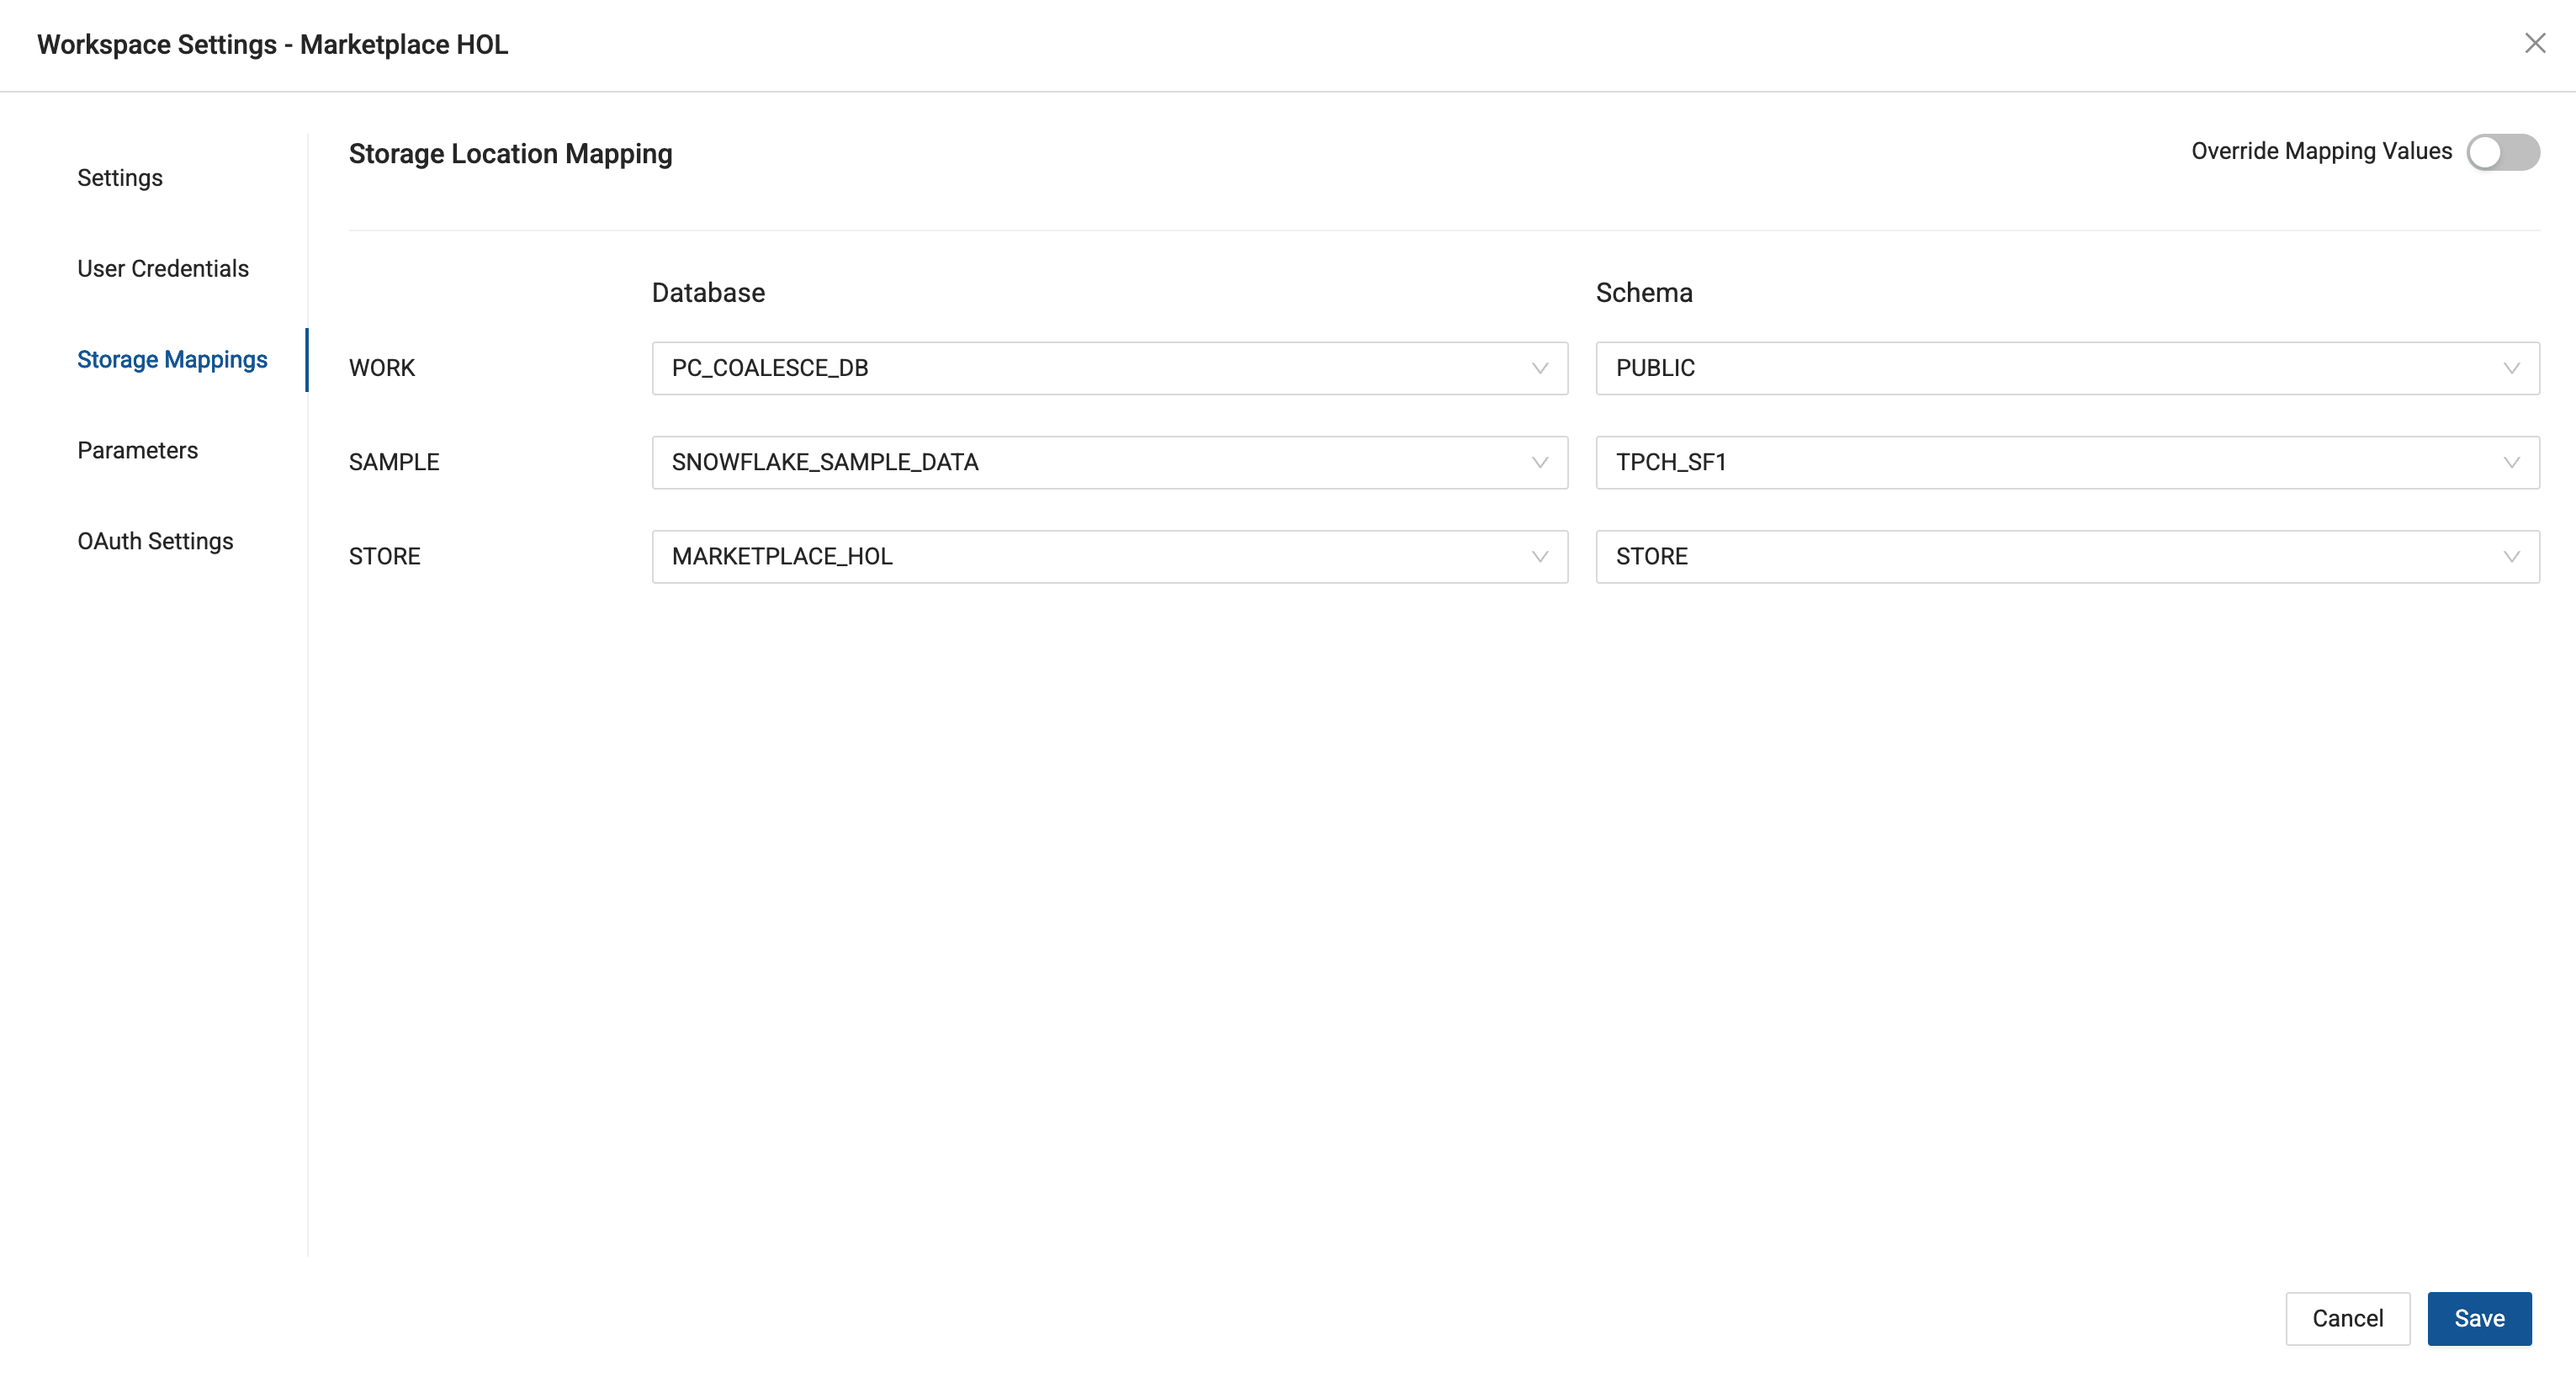 Workspace Settings - Marketplace HOL
Settings
User Credentials
Storage Mappings
Parameters
OAuth Settings
Storage Location Mapping
Override Mapping Values
Database Schema
WORK PC_COALESCE_DB PUBLIC
SAMPLE SNOWFLAKE_SAMPLE_DATA TPCH_SF1
STORE MARKETPLACE_HOL STORE
Cancel Save